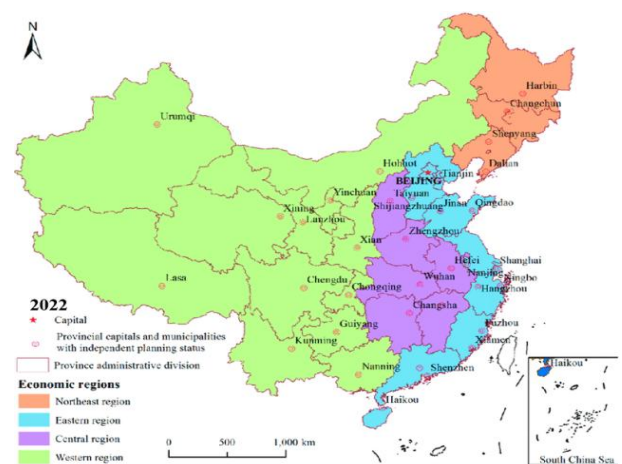 N
Harbin
Changchun
Urumqi
Shenyang
Dalian
Hohhot
BEIJING
Tianjin
Yinchuan
Taiyuan
Xining
Shijiangzhuang
Jinan
Qingdao
Lanzhou
Zhengzhou
Xian
Hefei
Shanghai
Nanjing
Ningbo
Lasa
Chengdu
Wuhan
Hangzhou
Chongqing
2022
Changsha
Capital
Fuzhou
Provincial capitals and municipalities
with independent planning status
Guiyang
Xiamen
Kunming
Province administrative division
Nanning
Shenzhen
Haikou
Economic regions
Haikou
Northeast region
Eastern region
Central region
Western region
0 500 1,000 km
South China Sea